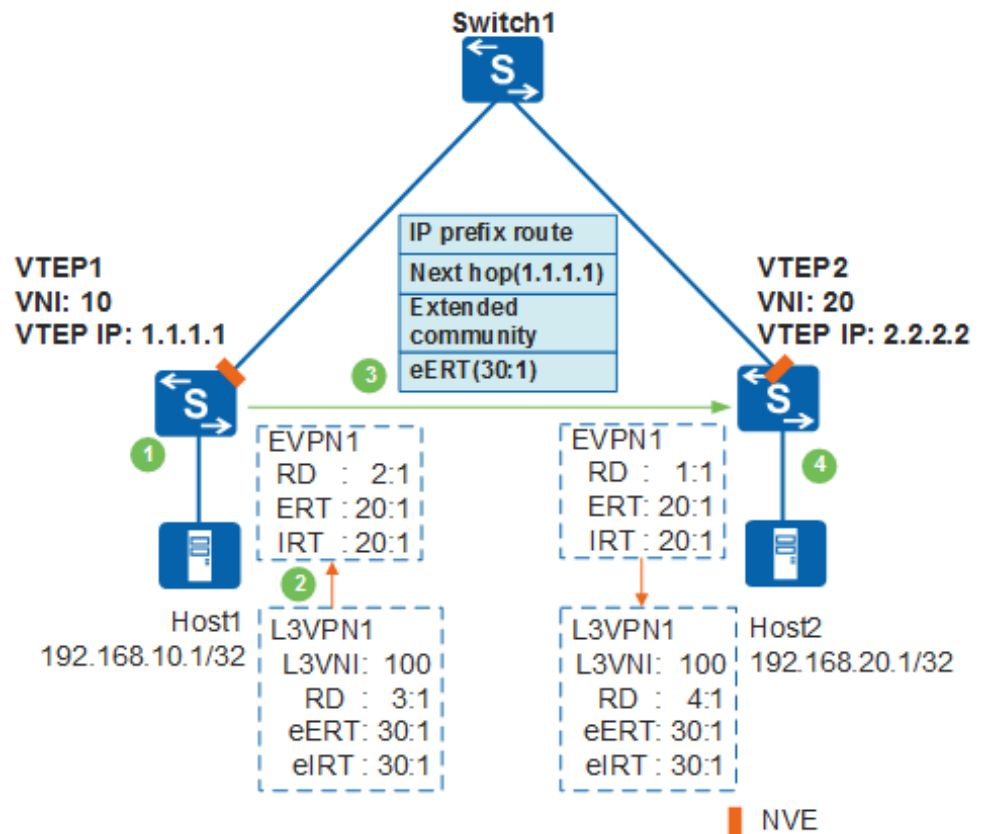 Switch1
S
IP prefix route
Next hop(1.1.1.1)
Extended
community
eERT(30:1)
VTEP1
VNI: 10
VTEP IP: 1.1.1.1
VTEP2
VNI: 20
VTEP IP: 2.2.2.2
3
S
S
1
4
EVPN1
RD : 2:1
ERT : 20:1
IRT : 20:1
EVPN1
RD : 1:1
ERT: 20:1
IRT : 20:1
2
Host1
192.168.10.1/32
L3VPN1
L3VNI: 100
RD : 3:1
eERT: 30:1
eIRT : 30:1
L3VPN1
L3VNI: 100
RD : 4:1
eERT: 30:1
eIRT : 30:1
Host2
192.168.20.1/32
NVE